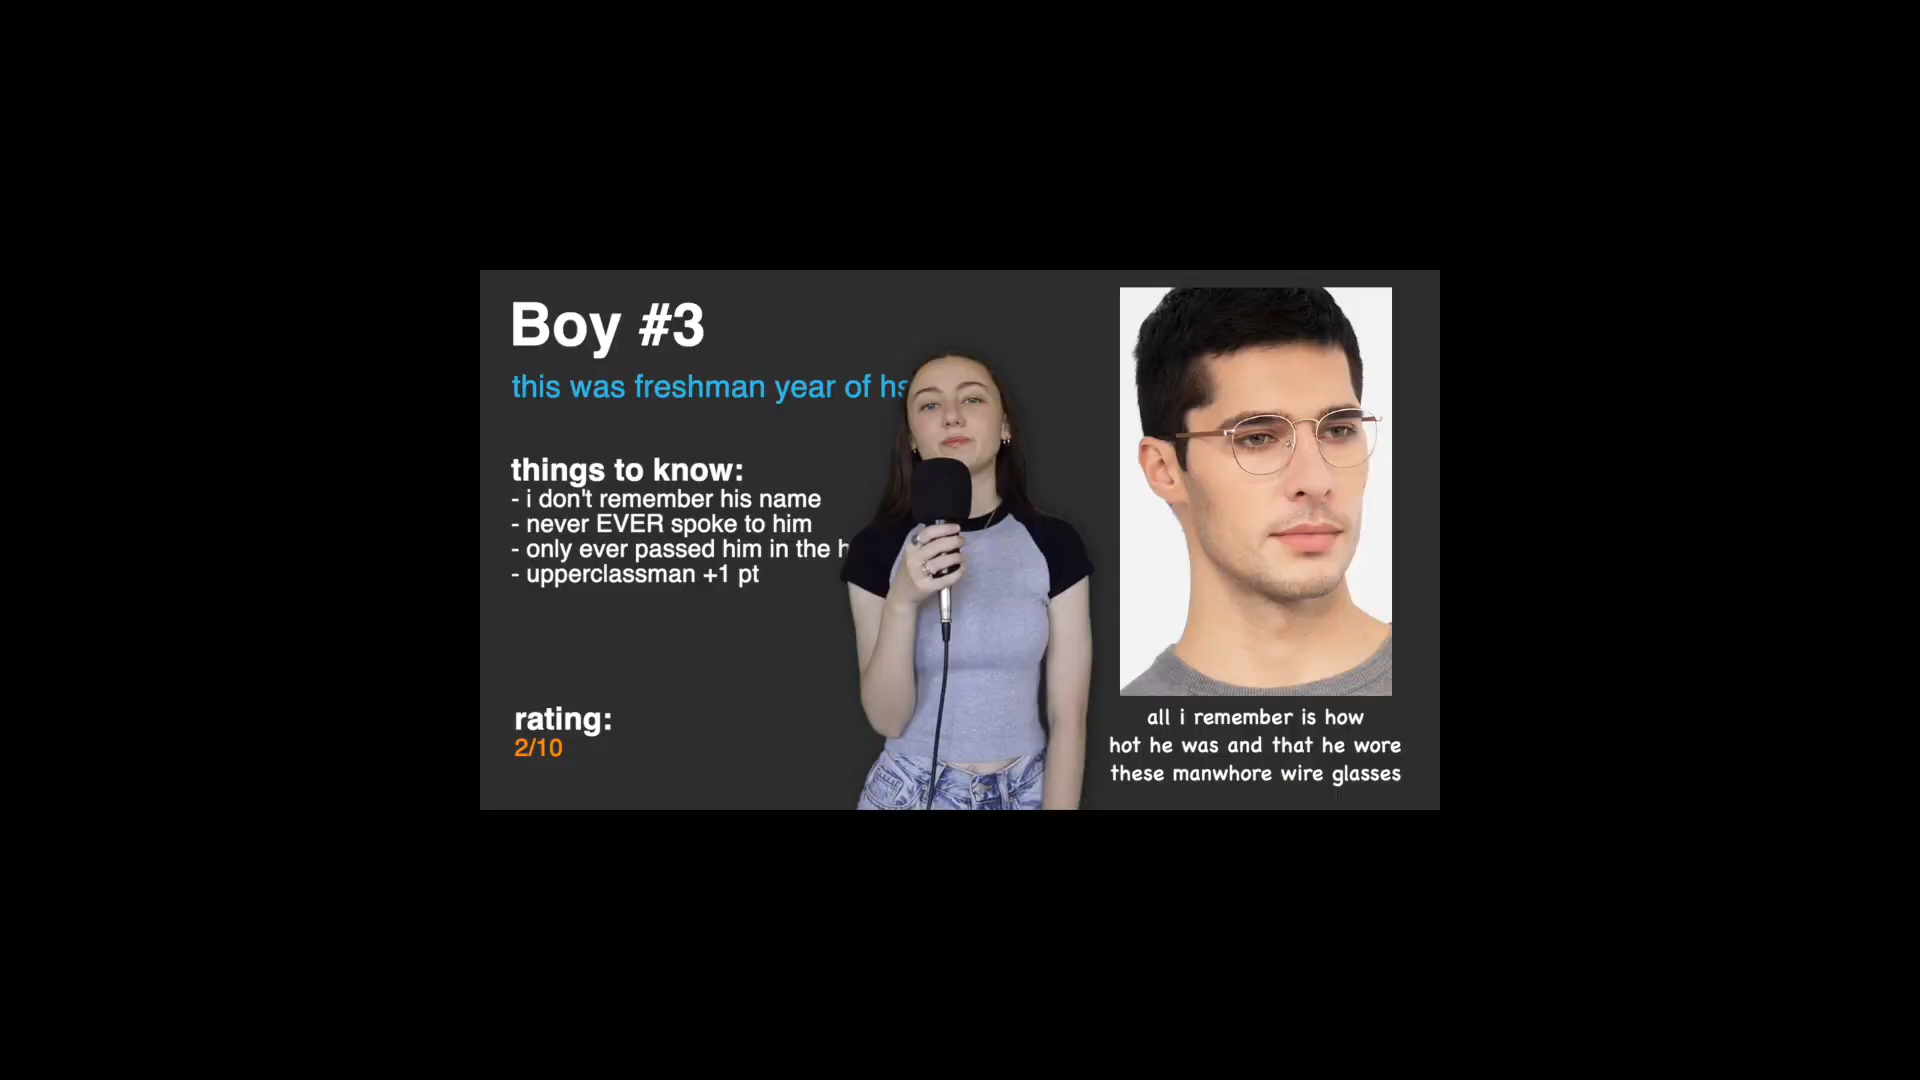 Boy #3
this was freshman year of hs
things to know:
- i don't remember his name
- never EVER spoke to him
- only ever passed him in the
- upperclassman +1 pt
rating:
2/10
all i remember is how
hot he was and that he wore
these manwhore wire glasses